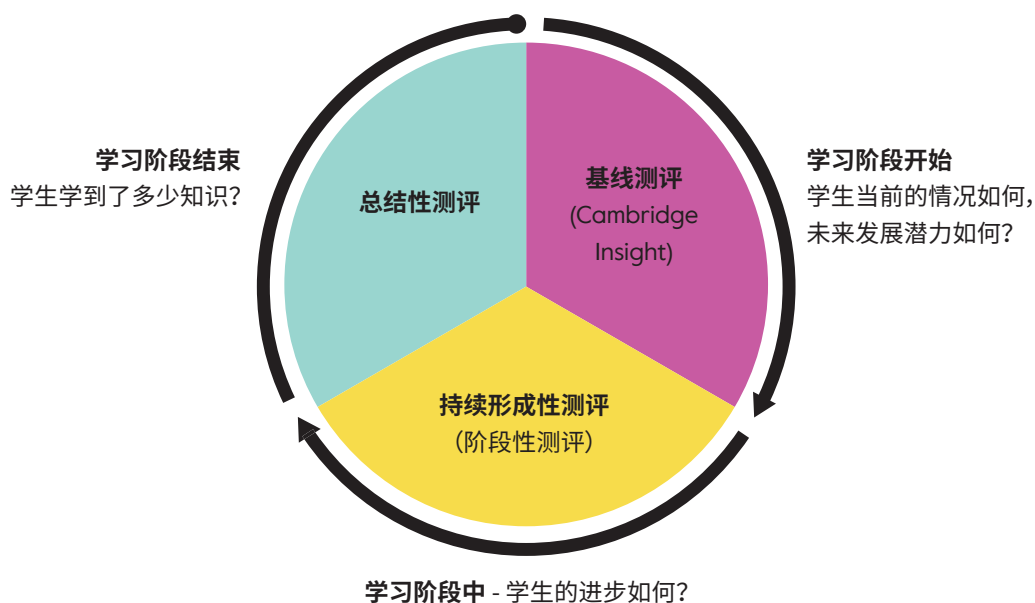 学习阶段结束
学生学到了多少知识？
总结性测评
基线测评
(Cambridge
Insight)
学习阶段开始
学生当前的情况如何，
未来发展潜力如何？
持续形成性测评
（阶段性测评）
学习阶段中 - 学生的进步如何？